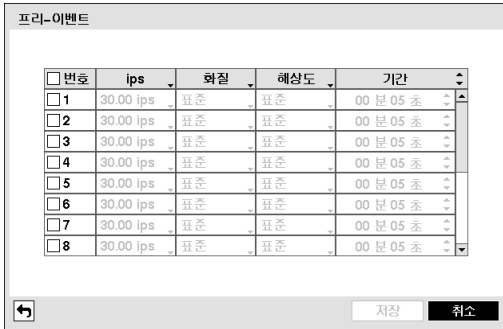 프리-이벤트
번호 ips 화질 해상도 기간
1 30.00 ips 표준 표준 00 분 05 초
2 30.00 ips 표준 표준 00 분 05 초
3 30.00 ips 표준 표준 00 분 05 초
4 30.00 ips 표준 표준 00 분 05 초
5 30.00 ips 표준 표준 00 분 05 초
6 30.00 ips 표준 표준 00 분 05 초
7 30.00 ips 표준 표준 00 분 05 초
8 30.00 ips 표준 표준 00 분 05 초
저장 취소